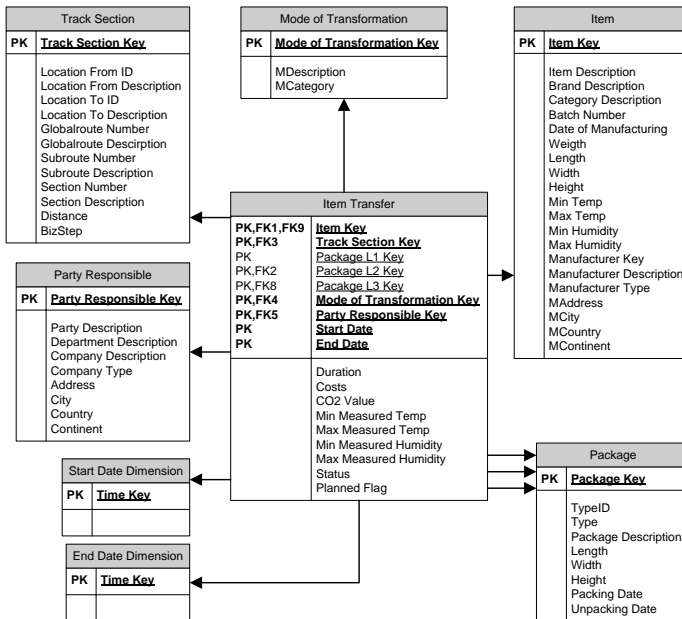 Track Section
PK Track Section Key
Location From ID
Location From Description
Location To ID
Location To Description
Globalroute Number
Globalroute Descirption
Subroute Number
Subroute Description
Section Number
Section Description
Distance
BizStep
Mode of Transformation
PK Mode of Transformation Key
MDescription
MCategory
Item
PK Item Key
Item Description
Brand Description
Category Description
Batch Number
Date of Manufacturing
Weigth
Length
Width
Height
Min Temp
Max Temp
Min Humidity
Max Humidity
Manufacturer Key
Manufacturer Description
Manufacturer Type
MAddress
MCity
MCountry
MContinent
Item Transfer
PK,FK1,FK9 Item Key
PK,FK3 Track Section Key
PK Package L1 Key
PK,FK2 Package L2 Key
PK,FK8 Pacakge L3 Key
PK,FK4 Mode of Transformation Key
PK,FK5 Party Responsible Key
PK Start Date
PK End Date
Duration
Costs
CO2 Value
Min Measured Temp
Max Measured Temp
Min Measured Humidity
Max Measured Humidity
Status
Planned Flag
Party Responsible
PK Party Responsible Key
Party Description
Department Description
Company Description
Company Type
Address
City
Country
Continent
Start Date Dimension
PK Time Key
End Date Dimension
PK Time Key
Package
PK Package Key
TypeID
Type
Package Description
Length
Width
Height
Packing Date
Unpacking Date